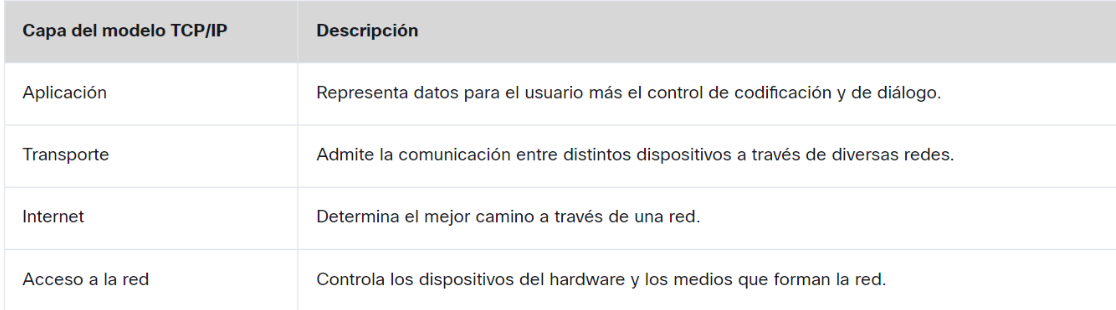 Capa del modelo TCP/IP Descripción
Aplicación Representa datos para el usuario más el control de codificación y de diálogo.
Transporte Admite la comunicación entre distintos dispositivos a través de diversas redes.
Internet Determina el mejor camino a través de una red.
Acceso a la red Controla los dispositivos del hardware y los medios que forman la red.